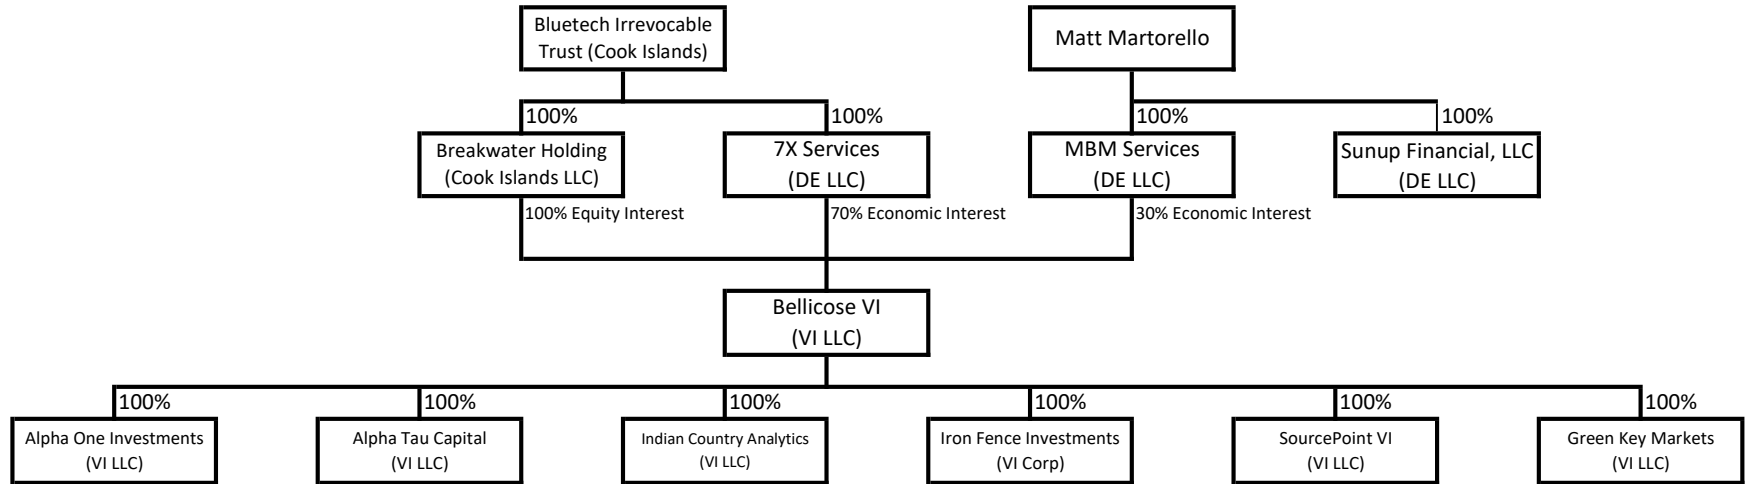 Bluetech Irrevocable
Trust (Cook Islands)
Matt Martorello
100%
100%
100%
100%
Breakwater Holding
(Cook Islands LLC)
7X Services
(DE LLC)
MBM Services
(DE LLC)
Sunup Financial, LLC
(DE LLC)
100% Equity Interest
70% Economic Interest
30% Economic Interest
Bellicose VI
(VI LLC)
100%
100%
100%
100%
100%
100%
Alpha One Investments
(VI LLC)
Alpha Tau Capital
(VI LLC)
Indian Country Analytics
(VI LLC)
Iron Fence Investments
(VI Corp)
SourcePoint VI
(VI LLC)
Green Key Markets
(VI LLC)